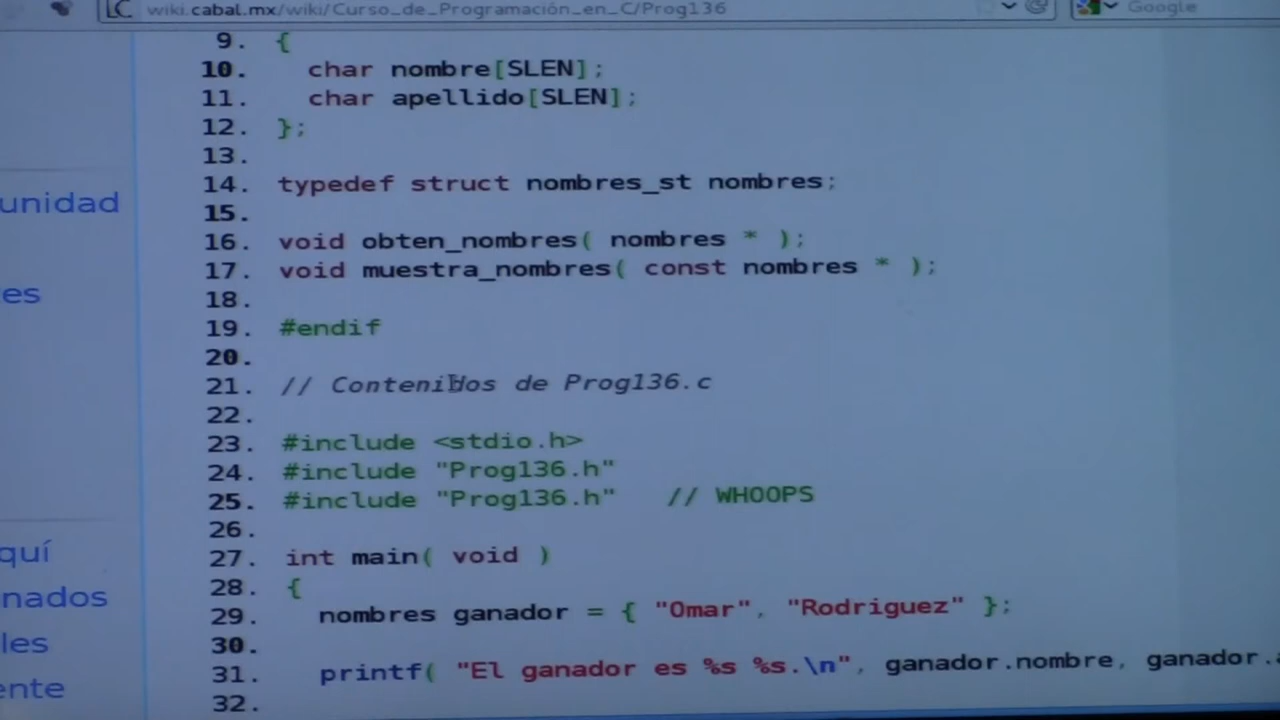 wiki.cabal.mx/wiki/Curso_de_Programación_en_C/Prog136
Google
9. {
10. char nombre[SLEN];
11. char apellido[SLEN];
12. };
13.
14. typedef struct nombres_st nombres;
15.
16. void obten_nombres( nombres * );
17. void muestra_nombres( const nombres * );
18.
19. #endif
20.
21. // Contenidos de Prog136.c
22.
23. #include <stdio.h>
24. #include "Prog136.h"
25. #include "Prog136.h" // WHOOPS
26.
27. int main( void )
28. {
29. nombres ganador = { "Omar", "Rodriguez" };
30.
31. printf( "El ganador es %s %s.\n", ganador.nombre, ganador.
32.
unidad
es
quí
nados
les
ente